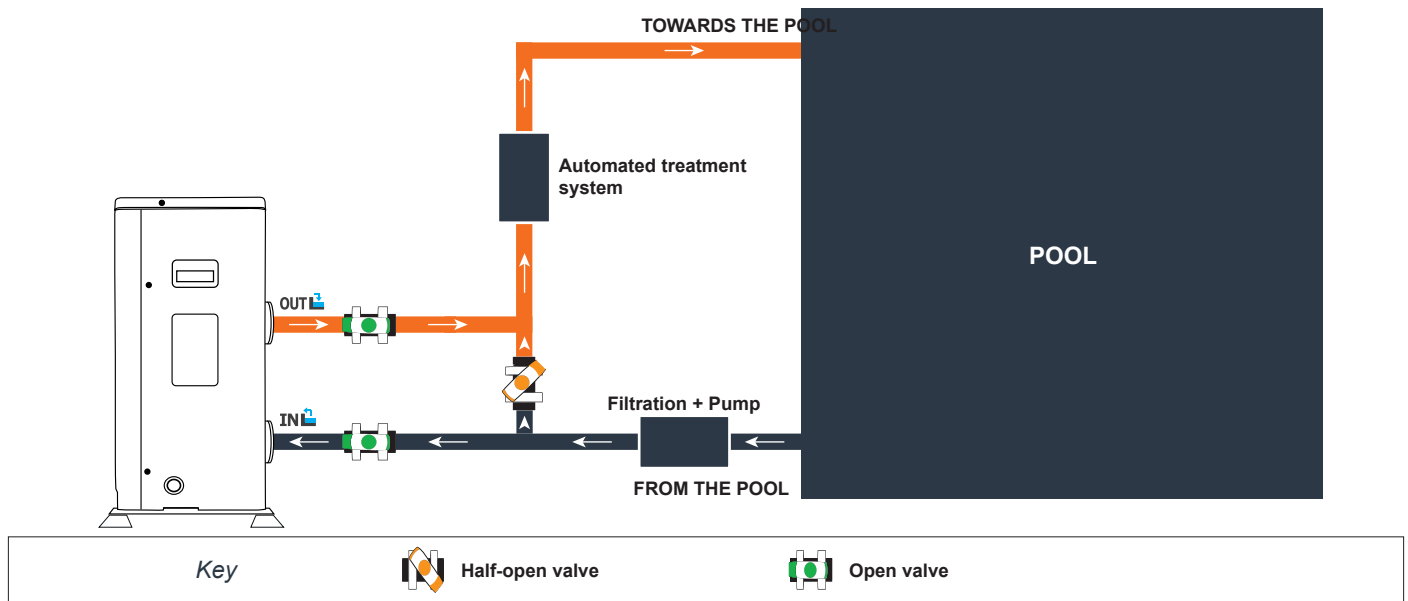 TOWARDS THE POOL
Automated treatment
system
POOL
OUT
IN
Filtration + Pump
FROM THE POOL
Key
Half-open valve
Open valve